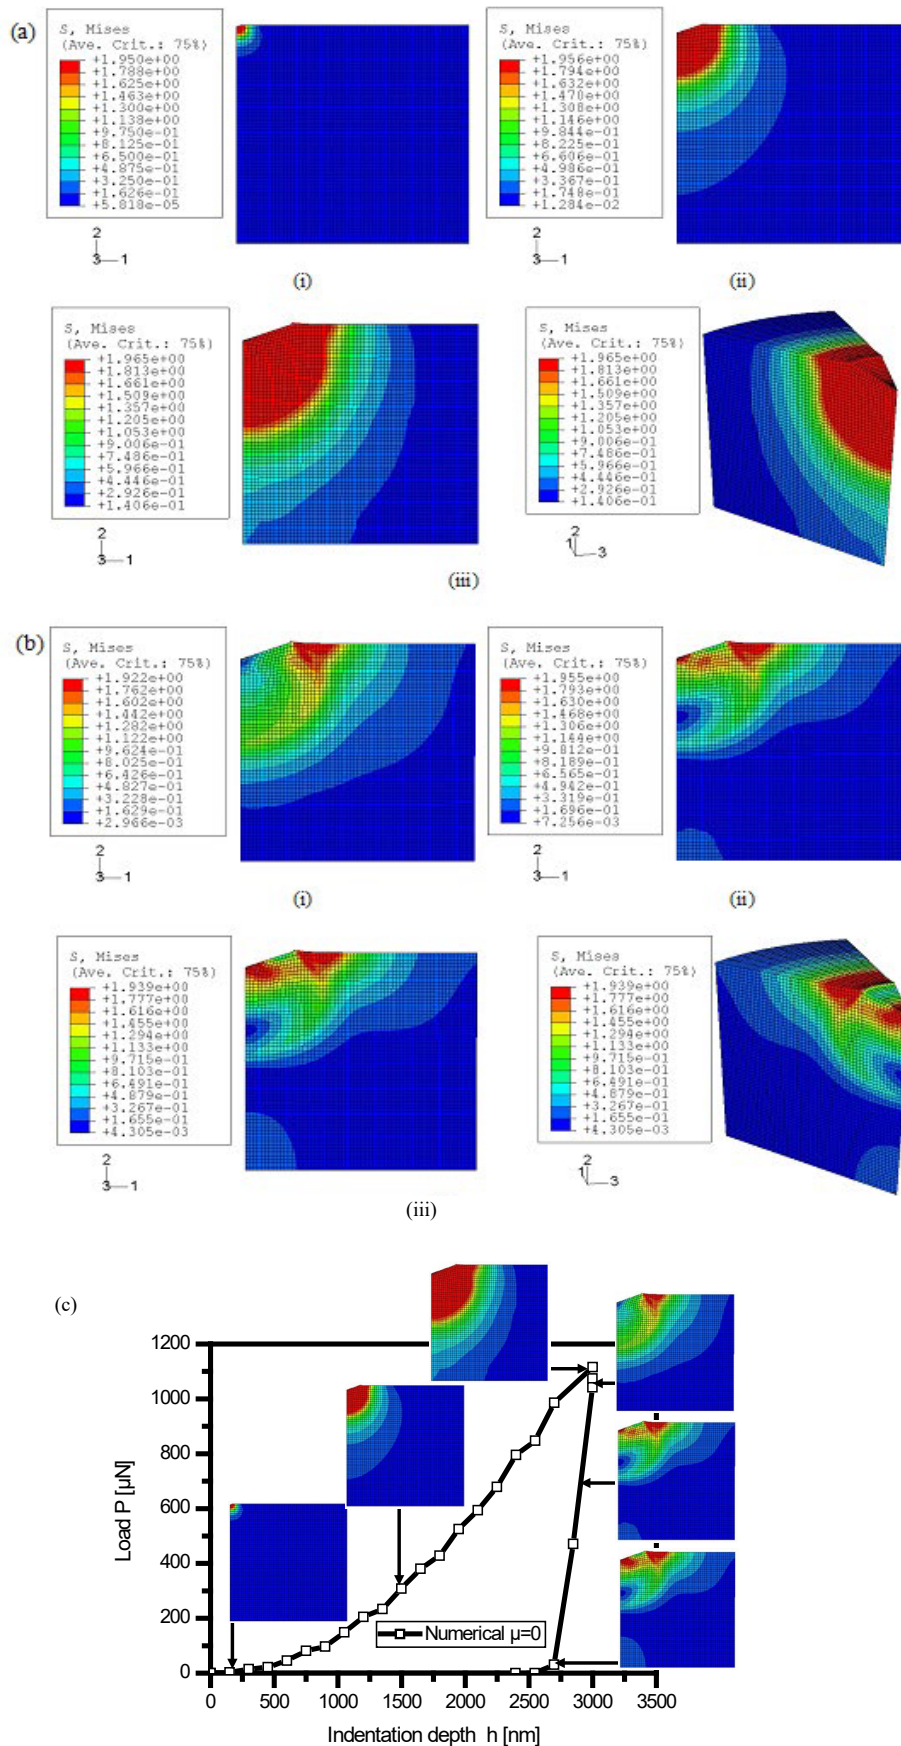 (a)
S, Mises
(Ave. Crit.: 75%)
+1.950e+00
+1.788e+00
+1.625e+00
+1.463e+00
+1.300e+00
+1.138e+00
+9.750e-01
+8.125e-01
+6.500e-01
+4.875e-01
+3.250e-01
+1.626e-01
+5.818e-05
2
3 1
(i)
S, Mises
(Ave. Crit.: 75%)
+1.956e+00
+1.794e+00
+1.632e+00
+1.470e+00
+1.308e+00
+1.146e+00
+9.844e-01
+8.225e-01
+6.606e-01
+4.986e-01
+3.367e-01
+1.748e-01
+1.284e-02
2
3 1
(ii)
S, Mises
(Ave. Crit.: 75%)
+1.965e+00
+1.813e+00
+1.661e+00
+1.509e+00
+1.357e+00
+1.205e+00
+1.053e+00
+9.006e-01
+7.486e-01
+5.966e-01
+4.446e-01
+2.926e-01
+1.406e-01
2
3 1
S, Mises
(Ave. Crit.: 75%)
+1.965e+00
+1.813e+00
+1.661e+00
+1.509e+00
+1.357e+00
+1.205e+00
+1.053e+00
+9.006e-01
+7.486e-01
+5.966e-01
+4.446e-01
+2.926e-01
+1.406e-01
2
1 3
(iii)
(b)
S, Mises
(Ave. Crit.: 75%)
+1.922e+00
+1.762e+00
+1.602e+00
+1.442e+00
+1.282e+00
+1.122e+00
+9.624e-01
+8.025e-01
+6.426e-01
+4.827e-01
+3.228e-01
+1.629e-01
+2.966e-03
2
3 1
(i)
S, Mises
(Ave. Crit.: 75%)
+1.955e+00
+1.793e+00
+1.630e+00
+1.468e+00
+1.306e+00
+1.144e+00
+9.812e-01
+8.189e-01
+6.565e-01
+4.942e-01
+3.319e-01
+1.696e-01
+7.256e-03
2
3 1
(ii)
S, Mises
(Ave. Crit.: 75%)
+1.939e+00
+1.777e+00
+1.616e+00
+1.455e+00
+1.294e+00
+1.133e+00
+9.715e-01
+8.103e-01
+6.491e-01
+4.879e-01
+3.267e-01
+1.655e-01
+4.305e-03
2
3 1
S, Mises
(Ave. Crit.: 75%)
+1.939e+00
+1.777e+00
+1.616e+00
+1.455e+00
+1.294e+00
+1.133e+00
+9.715e-01
+8.103e-01
+6.491e-01
+4.879e-01
+3.267e-01
+1.655e-01
+4.305e-03
2
1 3
(iii)
(c)
1200
1000
800
600
400
200
0
Load P [µN]
Numerical µ=0
0 500 1000 1500 2000 2500 3000 3500
Indentation depth h [nm]